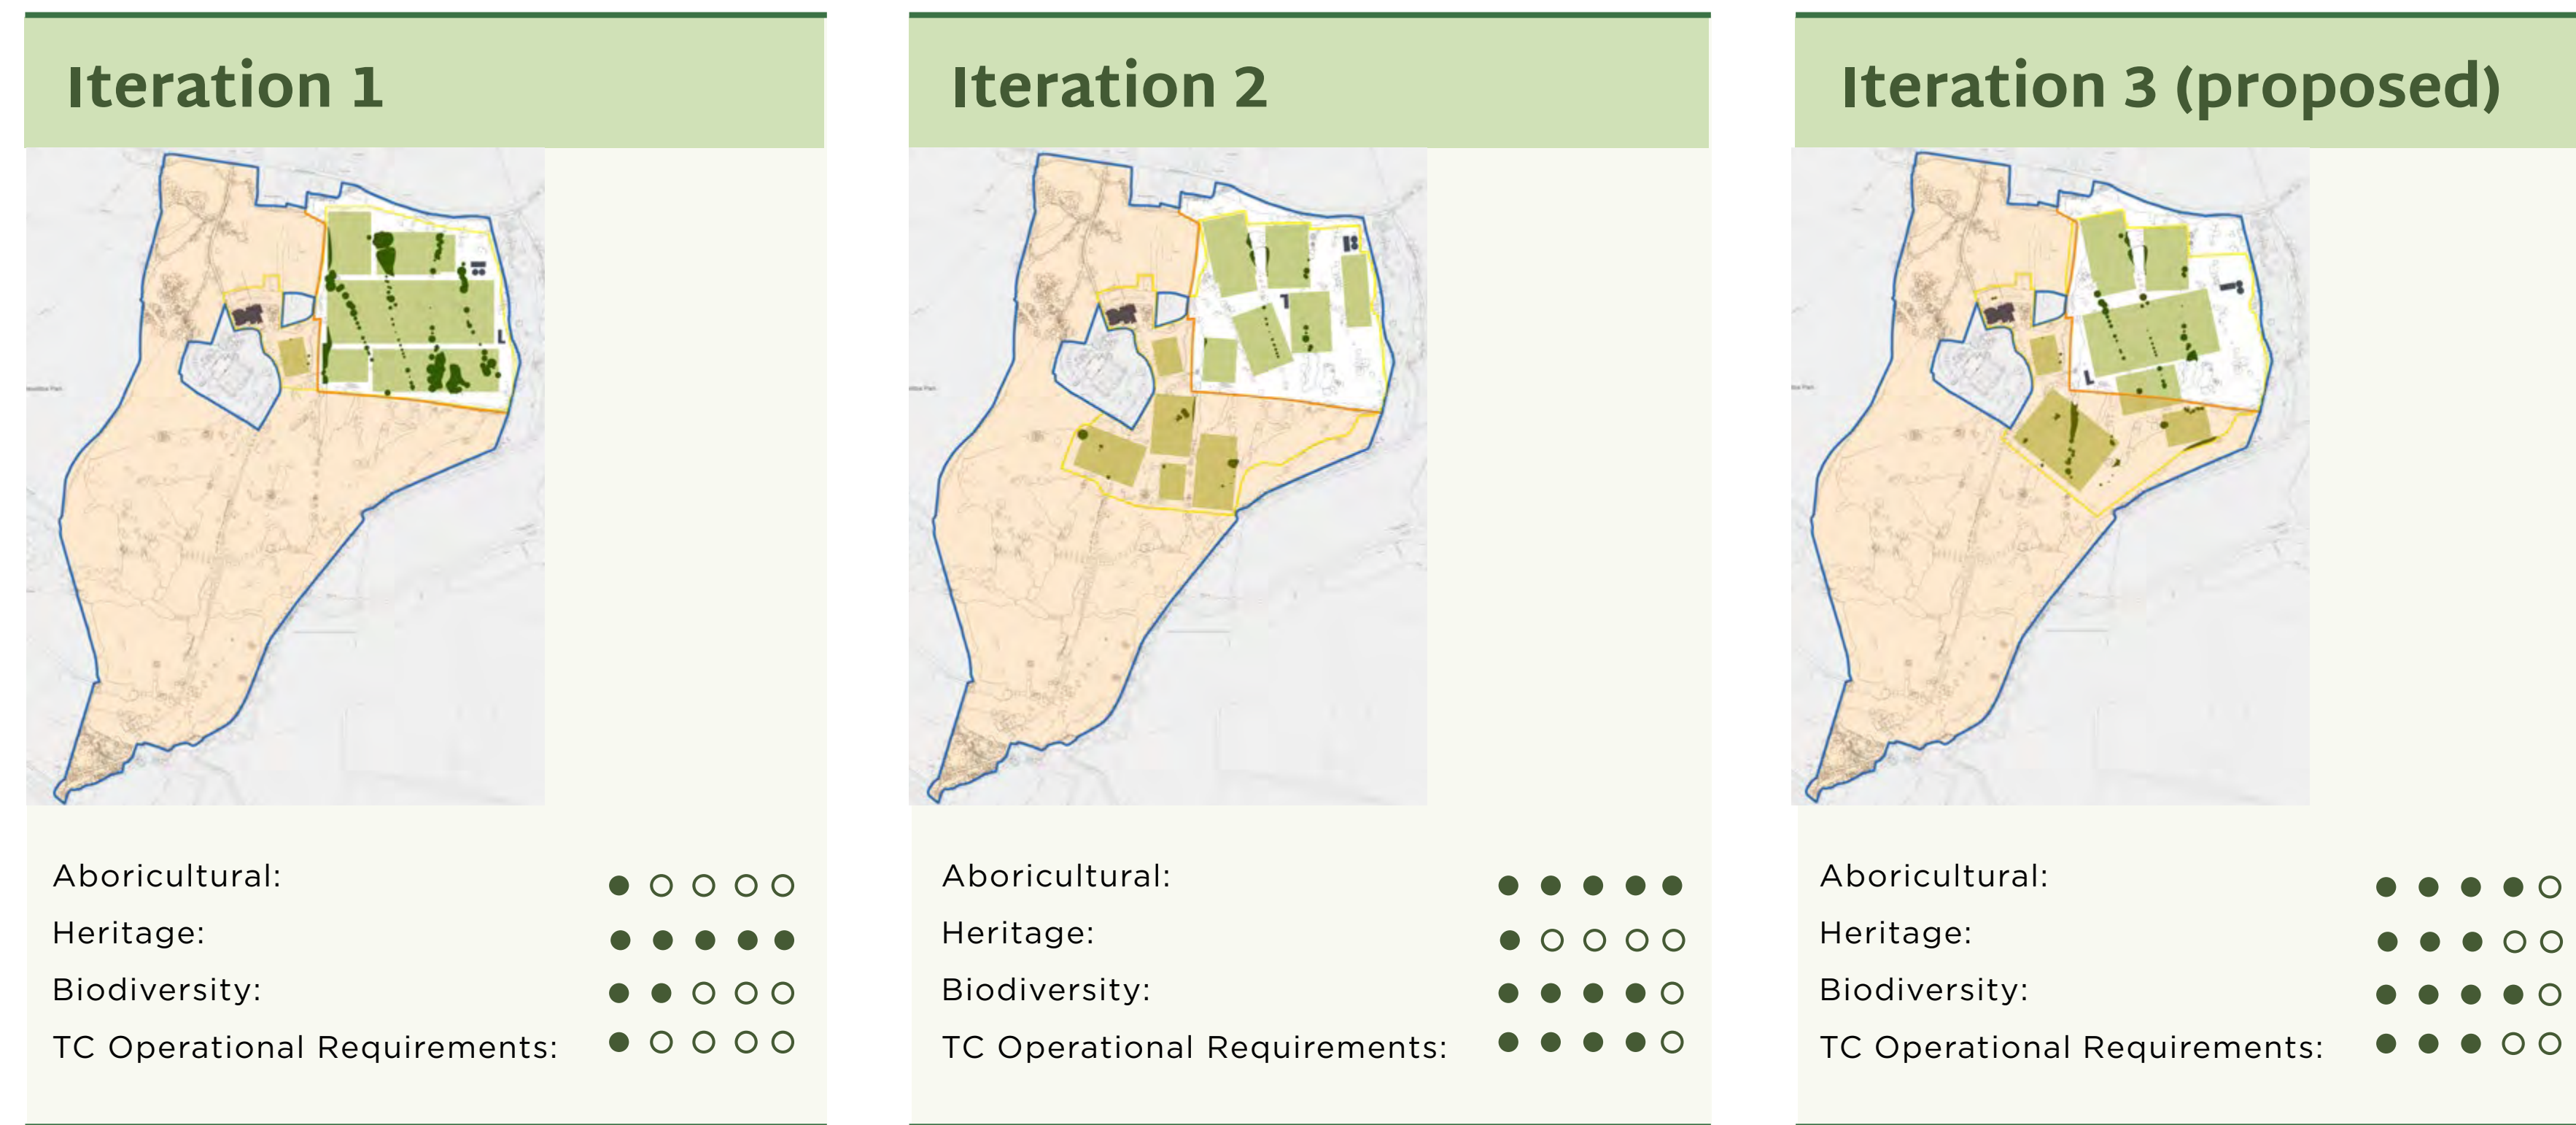 Iteration 1
Aboricultural:
Heritage:
Biodiversity:
TC Operational Requirements:
Iteration 2
Aboricultural:
Heritage:
Biodiversity:
TC Operational Requirements:
Iteration 3 (proposed)
Aboricultural:
Heritage:
Biodiversity:
TC Operational Requirements: